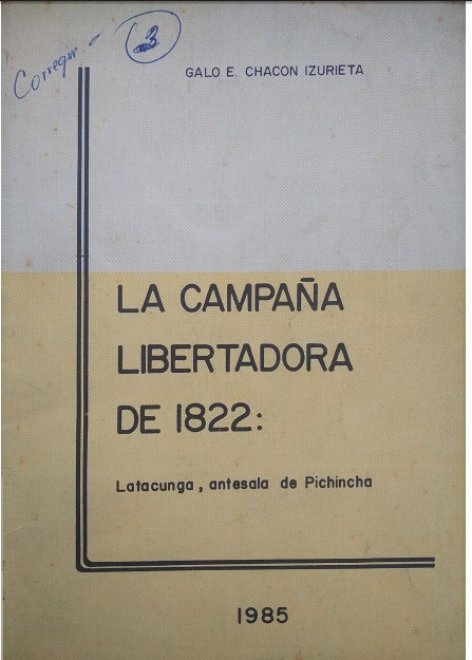 Corregir - 3
GALO E. CHACON IZURIETA
LA CAMPAÑA
LIBERTADORA
DE 1822:
Latacunga, antesala de Pichincha
1985